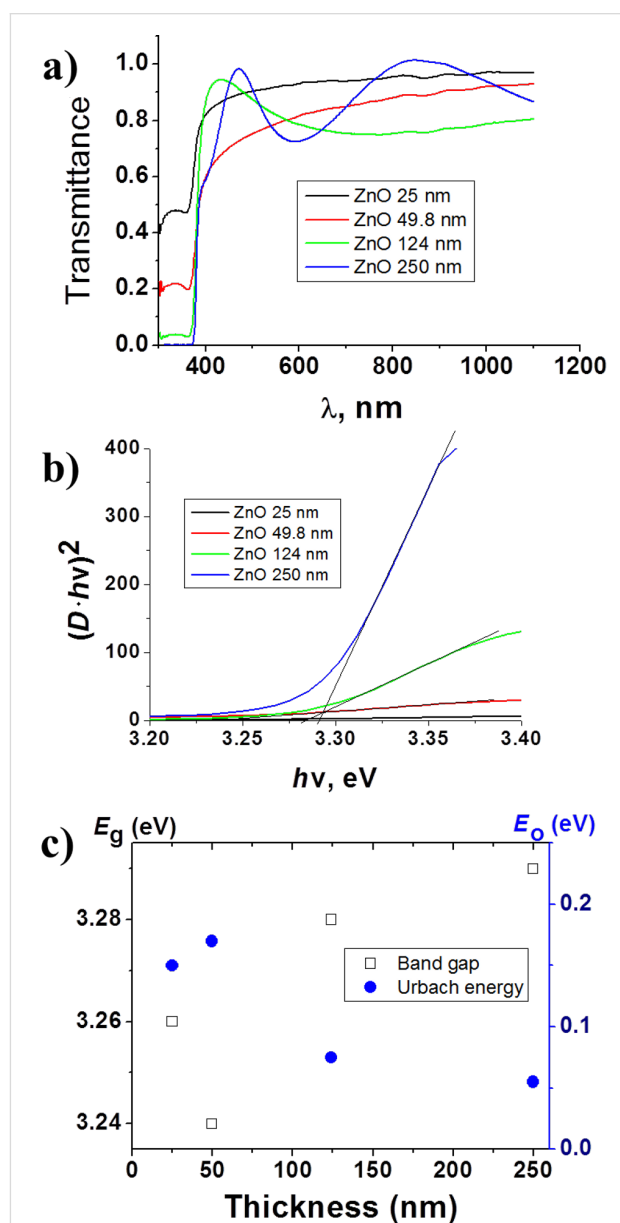 a)
Transmittance
1.0
0.8
0.6
0.4
0.2
0.0
ZnO 25 nm
ZnO 49.8 nm
ZnO 124 nm
ZnO 250 nm
400 600 800 1000 1200
λ, nm
b)
(D·hν)²
400
300
200
100
0
ZnO 25 nm
ZnO 49.8 nm
ZnO 124 nm
ZnO 250 nm
3.20 3.25 3.30 3.35 3.40
hν, eV
c)
Eg (eV) Eo (eV)
3.28
3.26
3.24
Band gap
Urbach energy
0.2
0.1
0.0
0 50 100 150 200 250
Thickness (nm)